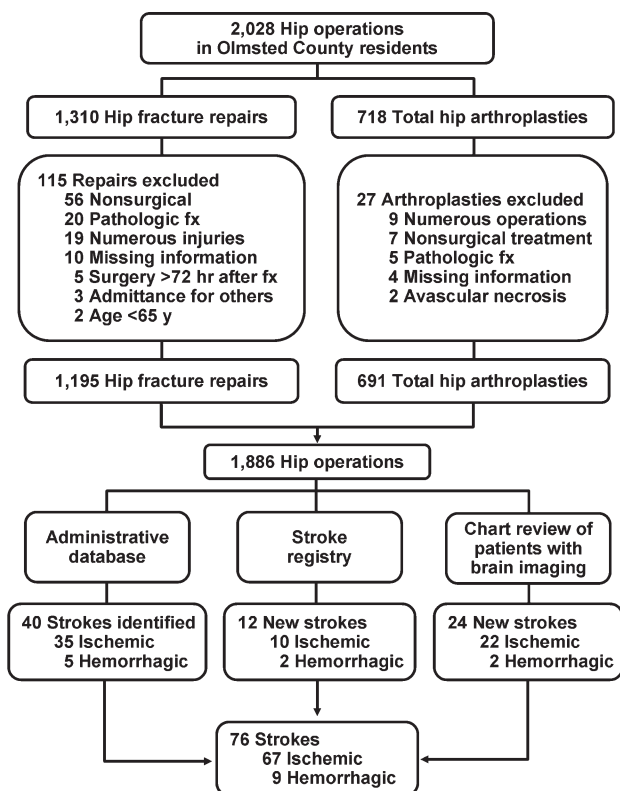 2,028 Hip operations
in Olmsted County residents
1,310 Hip fracture repairs
718 Total hip arthroplasties
115 Repairs excluded
56 Nonsurgical
20 Pathologic fx
19 Numerous injuries
10 Missing information
5 Surgery >72 hr after fx
3 Admittance for others
2 Age <65 y
27 Arthroplasties excluded
9 Numerous operations
7 Nonsurgical treatment
5 Pathologic fx
4 Missing information
2 Avascular necrosis
1,195 Hip fracture repairs
691 Total hip arthroplasties
1,886 Hip operations
Administrative
database
Stroke
registry
Chart review of
patients with
brain imaging
40 Strokes identified
35 Ischemic
5 Hemorrhagic
12 New strokes
10 Ischemic
2 Hemorrhagic
24 New strokes
22 Ischemic
2 Hemorrhagic
76 Strokes
67 Ischemic
9 Hemorrhagic